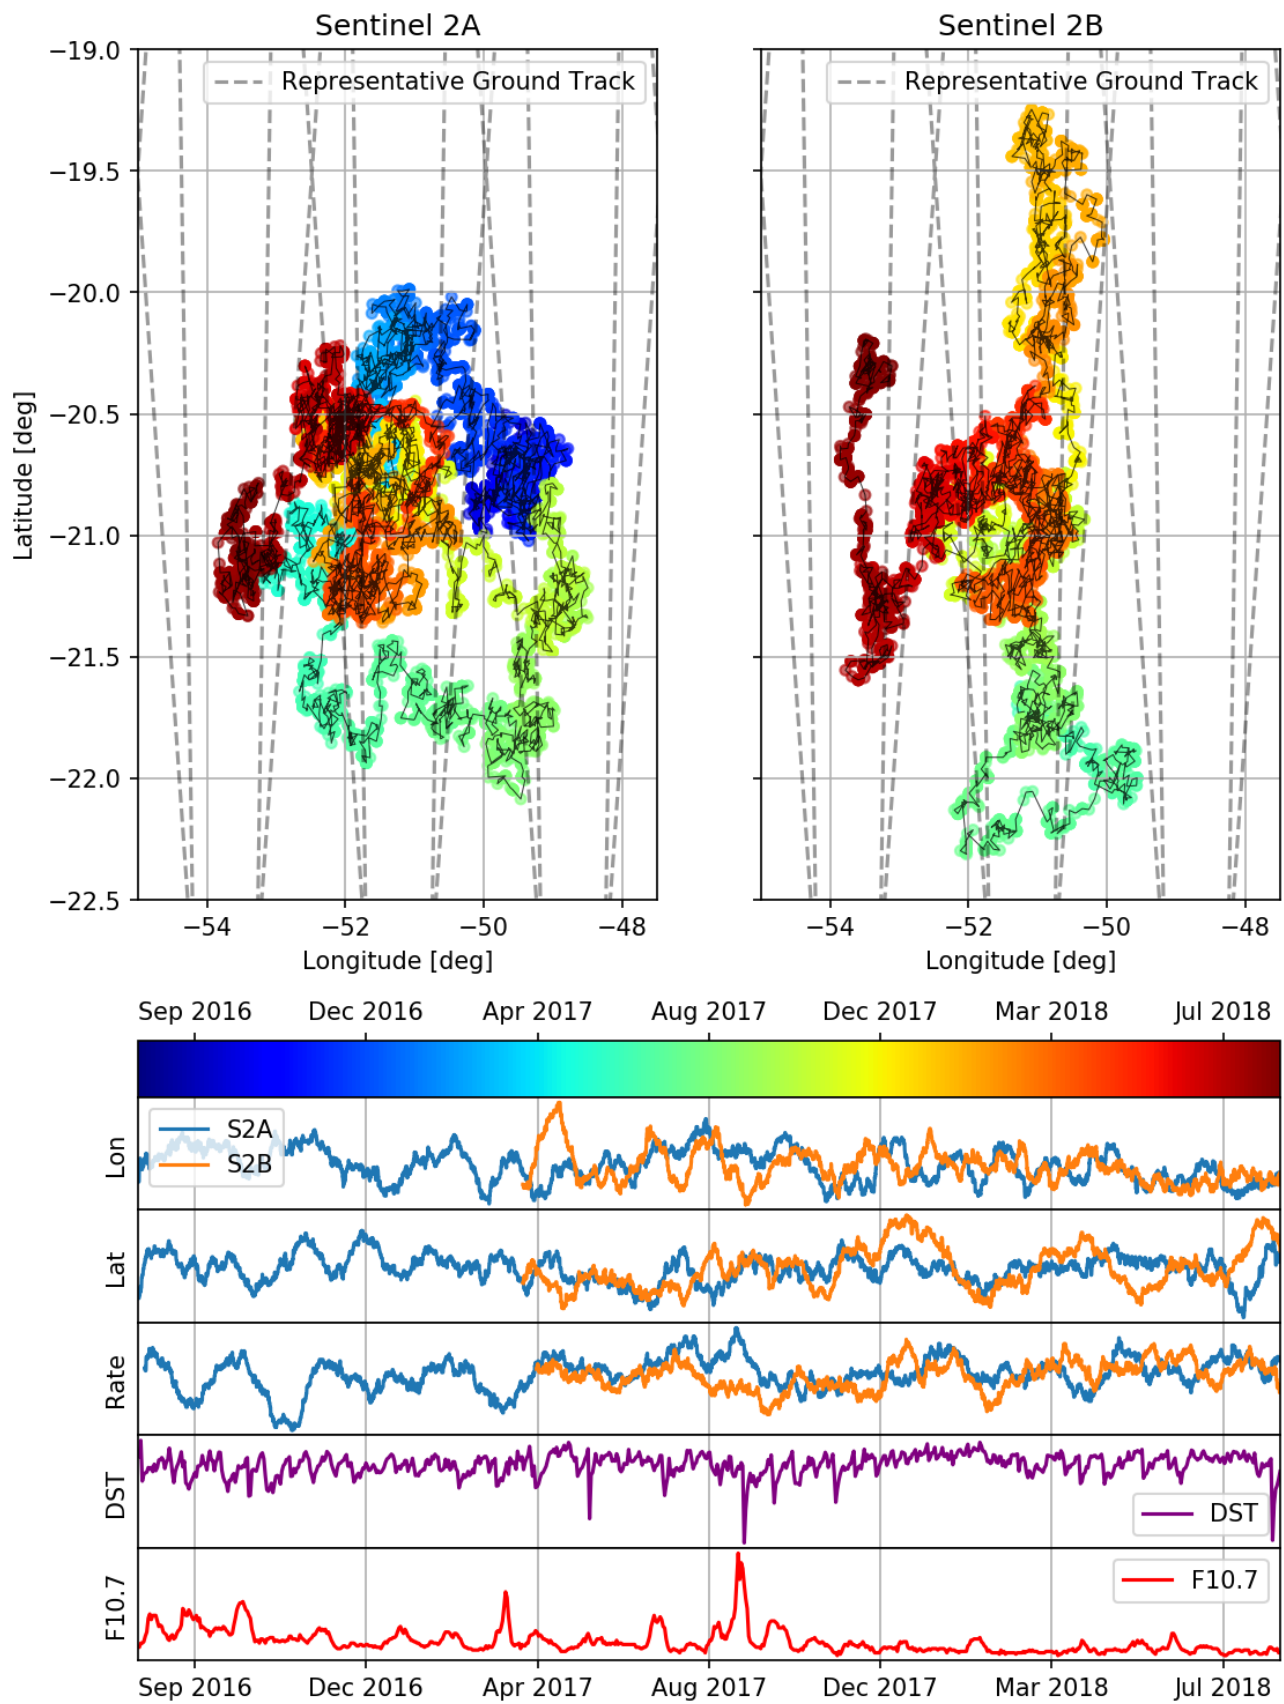 Sentinel 2A
Sentinel 2B
Representative Ground Track
Representative Ground Track
−19.0
−19.5
−20.0
−20.5
−21.0
−21.5
−22.0
−22.5
Latitude [deg]
−54 −52 −50 −48
−54 −52 −50 −48
Longitude [deg]
Longitude [deg]
Sep 2016 Dec 2016 Apr 2017 Aug 2017 Dec 2017 Mar 2018 Jul 2018
Lon
S2A
S2B
Lat
Rate
DST
DST
F10.7
F10.7
Sep 2016 Dec 2016 Apr 2017 Aug 2017 Dec 2017 Mar 2018 Jul 2018